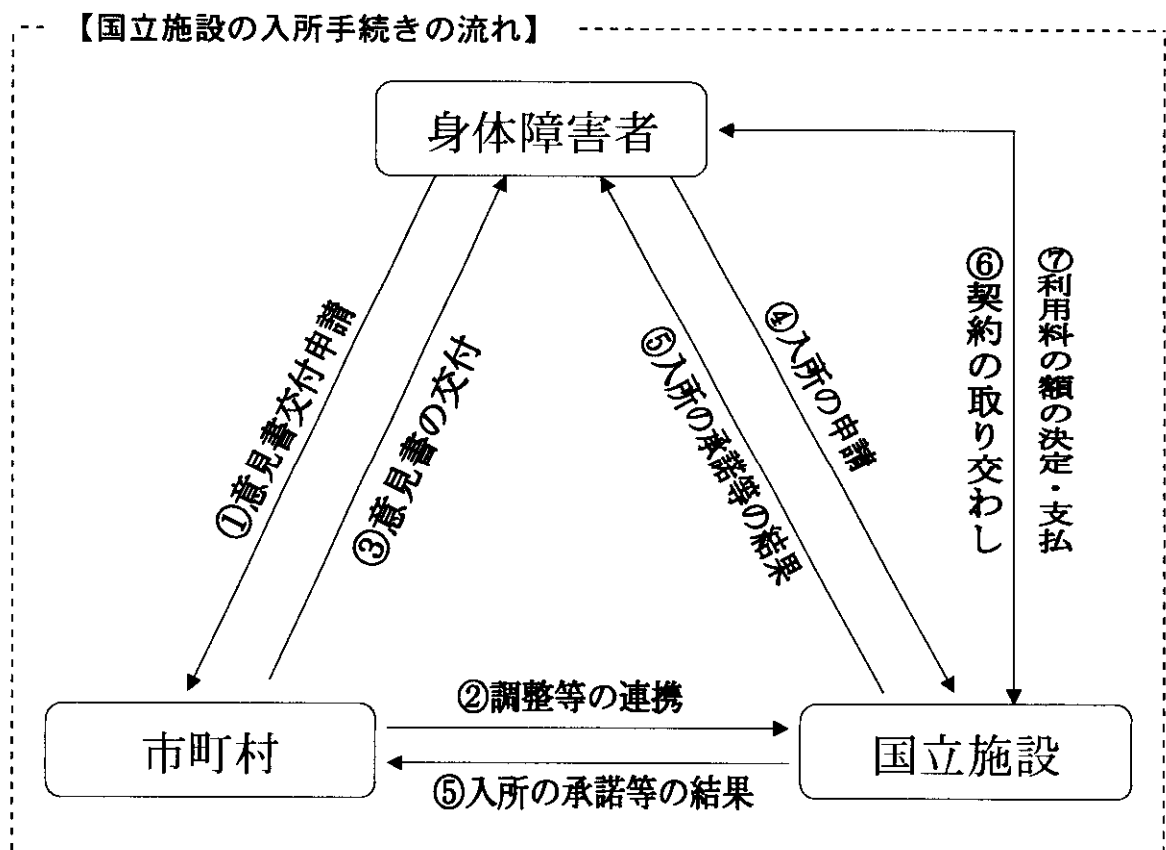 【国立施設の入所手続きの流れ】
身体障害者
①意見書交付申請
③意見書の交付
⑤入所の承諾等の結果
④入所の申請
⑥契約の取り交わし
⑦利用料の額の決定・支払
②調整等の連携
市町村
国立施設
⑤入所の承諾等の結果